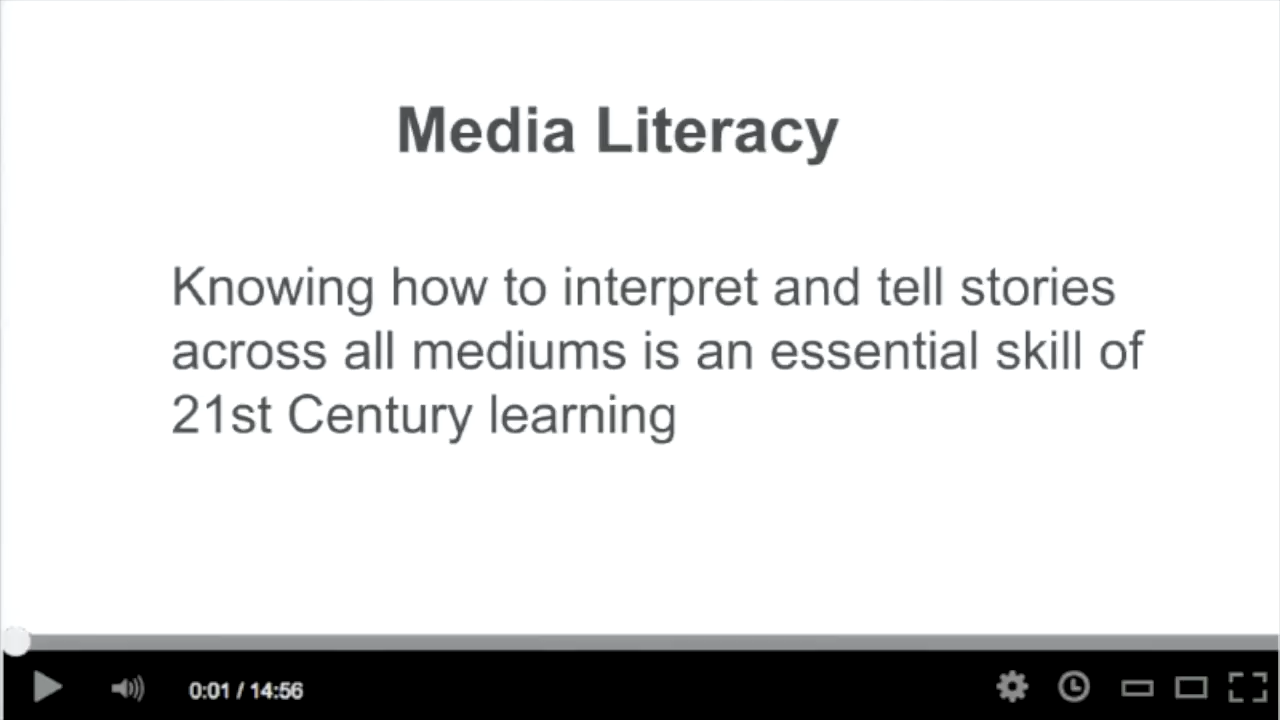 Media Literacy
Knowing how to interpret and tell stories
across all mediums is an essential skill of
21st Century learning
0:01 / 14:56